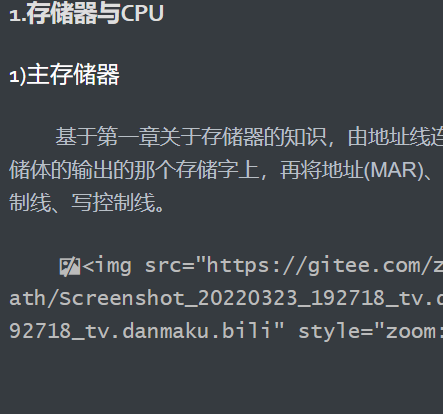 1.存储器与CPU
1)主存储器
基于第一章关于存储器的知识，由地址线连
储体的输出的那个存储字上，再将地址(MAR)、
制线、写控制线。
<img src="https://gitee.com/z
ath/Screenshot_20220323_192718_tv.d
92718_tv.danmaku.bili" style="zoom: